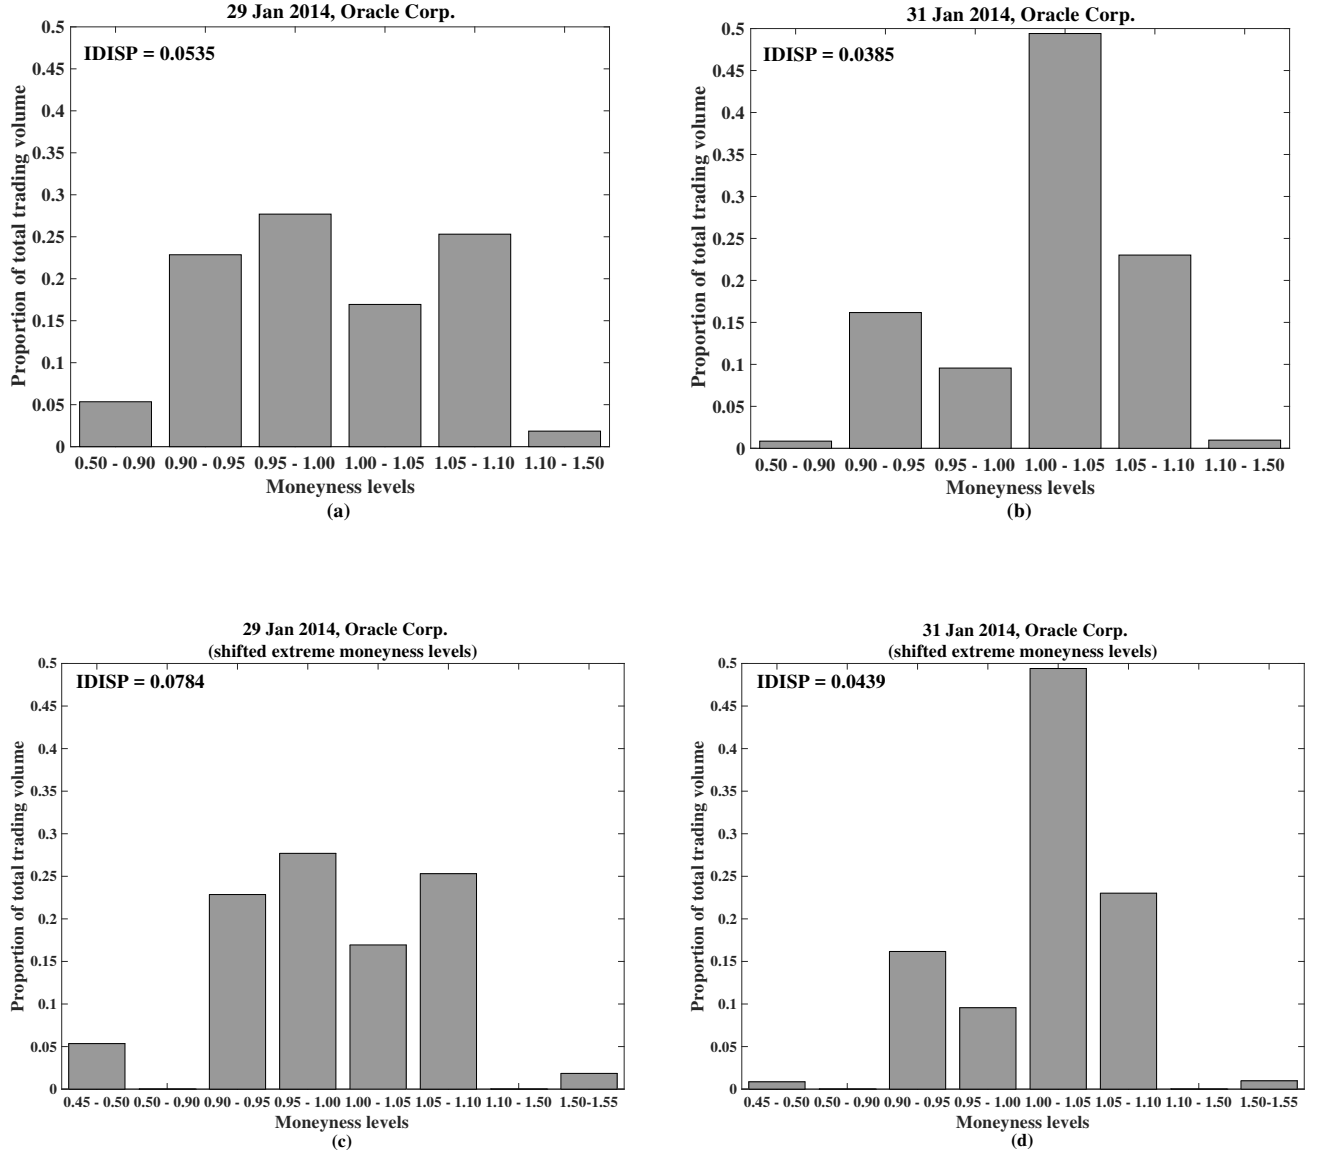 29 Jan 2014, Oracle Corp.
IDISP = 0.0535
Proportion of total trading volume
0.5
0.45
0.4
0.35
0.3
0.25
0.2
0.15
0.1
0.05
0
0.50 - 0.90 0.90 - 0.95 0.95 - 1.00 1.00 - 1.05 1.05 - 1.10 1.10 - 1.50
Moneyness levels
(a)
31 Jan 2014, Oracle Corp.
IDISP = 0.0385
Proportion of total trading volume
0.5
0.45
0.4
0.35
0.3
0.25
0.2
0.15
0.1
0.05
0
0.50 - 0.90 0.90 - 0.95 0.95 - 1.00 1.00 - 1.05 1.05 - 1.10 1.10 - 1.50
Moneyness levels
(b)
29 Jan 2014, Oracle Corp.
(shifted extreme moneyness levels)
IDISP = 0.0784
Proportion of total trading volume
0.5
0.45
0.4
0.35
0.3
0.25
0.2
0.15
0.1
0.05
0
0.45 - 0.50 0.50 - 0.90 0.90 - 0.95 0.95 - 1.00 1.00 - 1.05 1.05 - 1.10 1.10 - 1.50 1.50-1.55
Moneyness levels
(c)
31 Jan 2014, Oracle Corp.
(shifted extreme moneyness levels)
IDISP = 0.0439
Proportion of total trading volume
0.5
0.45
0.4
0.35
0.3
0.25
0.2
0.15
0.1
0.05
0
0.45 - 0.50 0.50 - 0.90 0.90 - 0.95 0.95 - 1.00 1.00 - 1.05 1.05 - 1.10 1.10 - 1.50 1.50-1.55
Moneyness levels
(d)